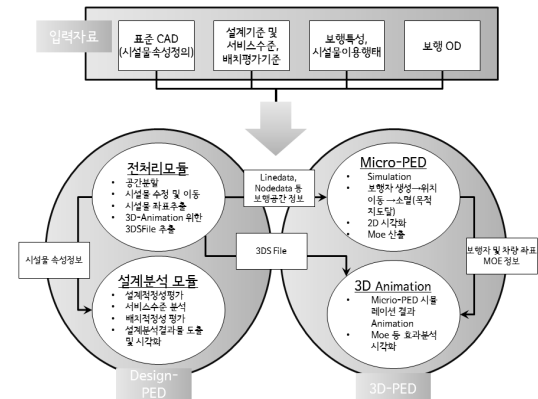 입력자료
표준 CAD
(시설물속성정의)
설계기준 및
서비스수준,
배치평가기준
보행특성,
시설물이용행태
보행 OD
전처리모듈
• 공간분할
• 시설물 수정 및 이동
• 시설물 좌표추출
• 3D-Animation 위한
3DSFile 추출
Linedata,
Nodedata 등
보행공간 정보
Micro-PED
• Simulation
• 보행자 생성→위치
이동→소멸(목적
지도달)
• 2D 시각화
• Moe 산출
시설물 속성정보
3DS File
보행자 및 차량 좌표
MOE 정보
설계분석 모듈
• 설계적정성평가
• 서비스수준 분석
• 배치적정성 평가
• 설계분석결과물 도출
및 시각화
3D Animation
• Micrio-PED 시뮬
레이션 결과
Animation
• Moe 등 효과분석
시각화
Design-
PED
3D-PED